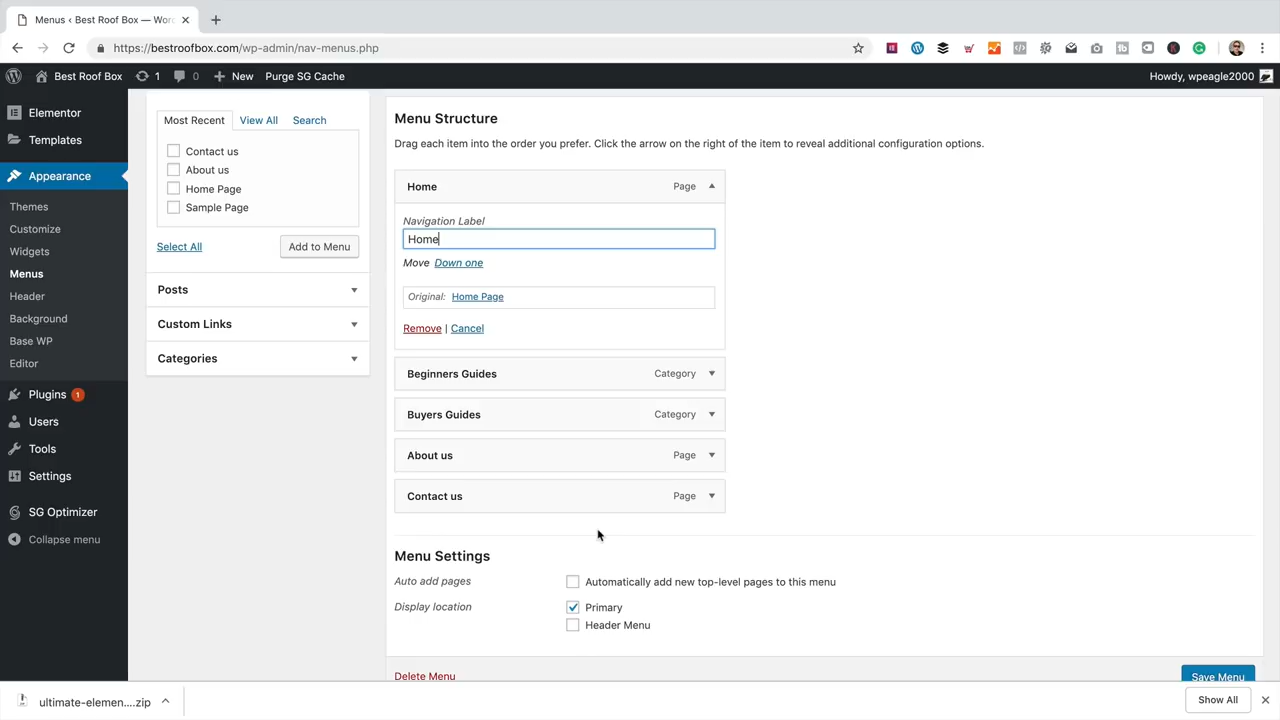 Menus ‹ Best Roof Box — Wor
https://bestroofbox.com/wp-admin/nav-menus.php
Best Roof Box 1 0 New Purge SG Cache Howdy, wpeagle2000
Elementor
Templates
Appearance
Themes
Customize
Widgets
Menus
Header
Background
Base WP
Editor
Plugins 1
Users
Tools
Settings
SG Optimizer
Collapse menu
Most Recent View All Search
Contact us
About us
Home Page
Sample Page
Select All Add to Menu
Posts
Custom Links
Categories
Menu Structure
Drag each item into the order you prefer. Click the arrow on the right of the item to reveal additional configuration options.
Home Page
Navigation Label
Home
Move Down one
Original: Home Page
Remove | Cancel
Beginners Guides Category
Buyers Guides Category
About us Page
Contact us Page
Menu Settings
Auto add pages Automatically add new top-level pages to this menu
Display location Primary
Header Menu
Delete Menu Save Menu
ultimate-elemen....zip Show All